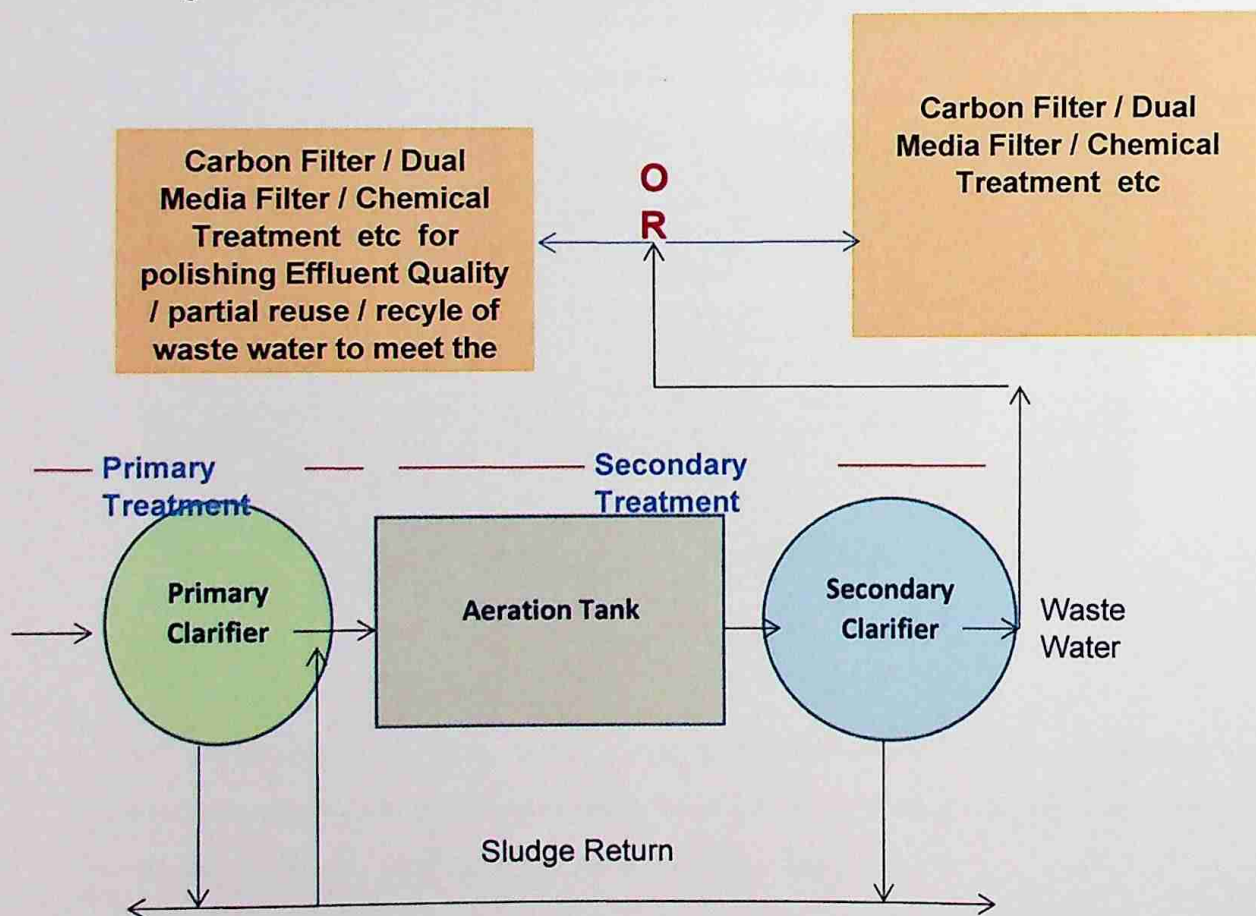 Carbon Filter / Dual
Media Filter / Chemical
Treatment etc
Carbon Filter / Dual
Media Filter / Chemical
Treatment etc for
polishing Effluent Quality
/ partial reuse / recyle of
waste water to meet the
O
R
Primary
Treatment
Secondary
Treatment
Primary
Clarifier
Aeration Tank
Secondary
Clarifier
Waste
Water
Sludge Return